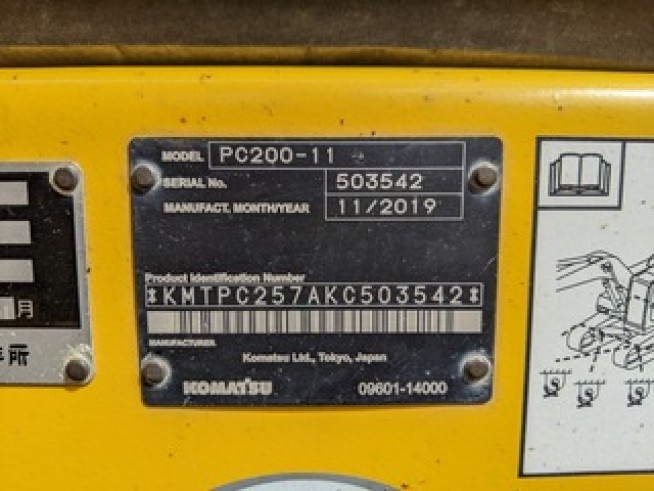 MODEL PC200-11
SERIAL No. 503542
MANUFACT. MONTH/YEAR 11/2019
Product Identification Number
*KMTPC257AKC503542*
MANUFACTURER
Komatsu Ltd., Tokyo, Japan
KOMATSU 09601-14000
月
所